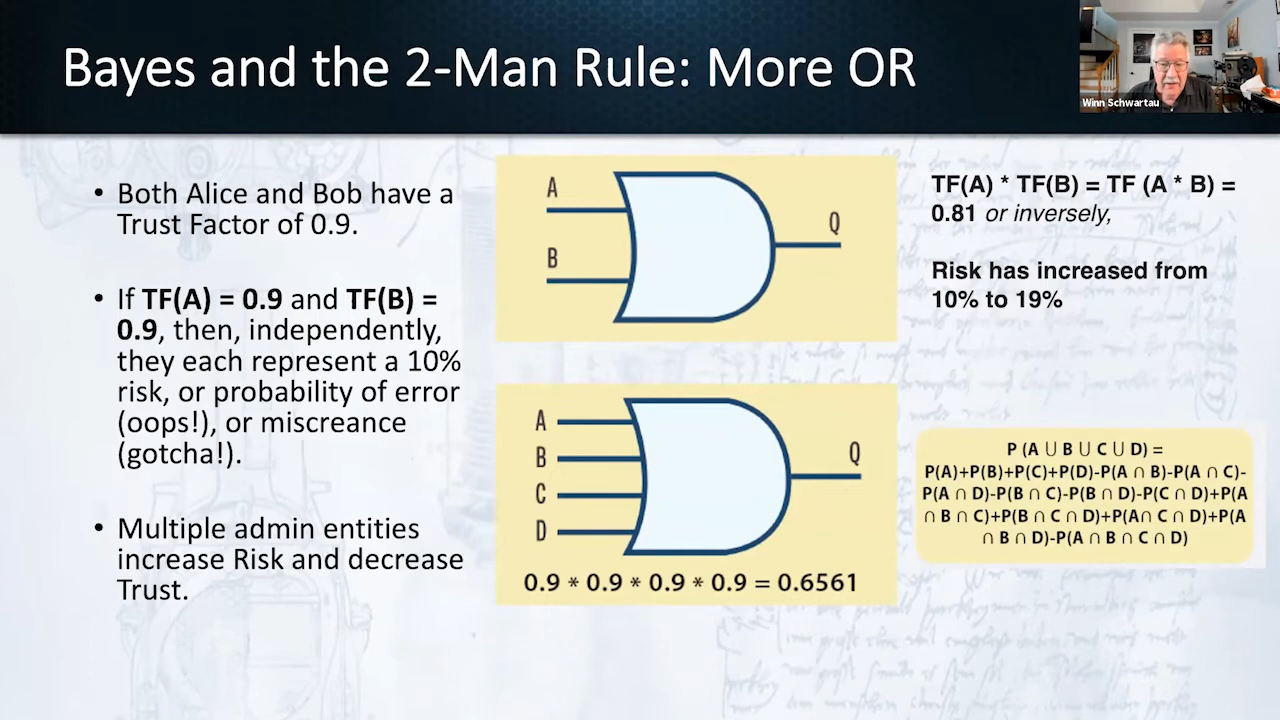 Bayes and the 2-Man Rule: More OR
Winn Schwartau
• Both Alice and Bob have a
Trust Factor of 0.9.
• If TF(A) = 0.9 and TF(B) =
0.9, then, independently,
they each represent a 10%
risk, or probability of error
(oops!), or miscreance
(gotcha!).
• Multiple admin entities
increase Risk and decrease
Trust.
A
B
Q
A
B
C
D
Q
0.9 * 0.9 * 0.9 * 0.9 = 0.6561
TF(A) * TF(B) = TF (A * B) =
0.81 or inversely,
Risk has increased from
10% to 19%
P (A ∪ B ∪ C ∪ D) =
P(A)+P(B)+P(C)+P(D)-P(A ∩ B)-P(A ∩ C)-
P(A ∩ D)-P(B ∩ C)-P(B ∩ D)-P(C ∩ D)+P(A
∩ B ∩ C)+P(B ∩ C ∩ D)+P(A∩ C ∩ D)+P(A
∩ B ∩ D)-P(A ∩ B ∩ C ∩ D)